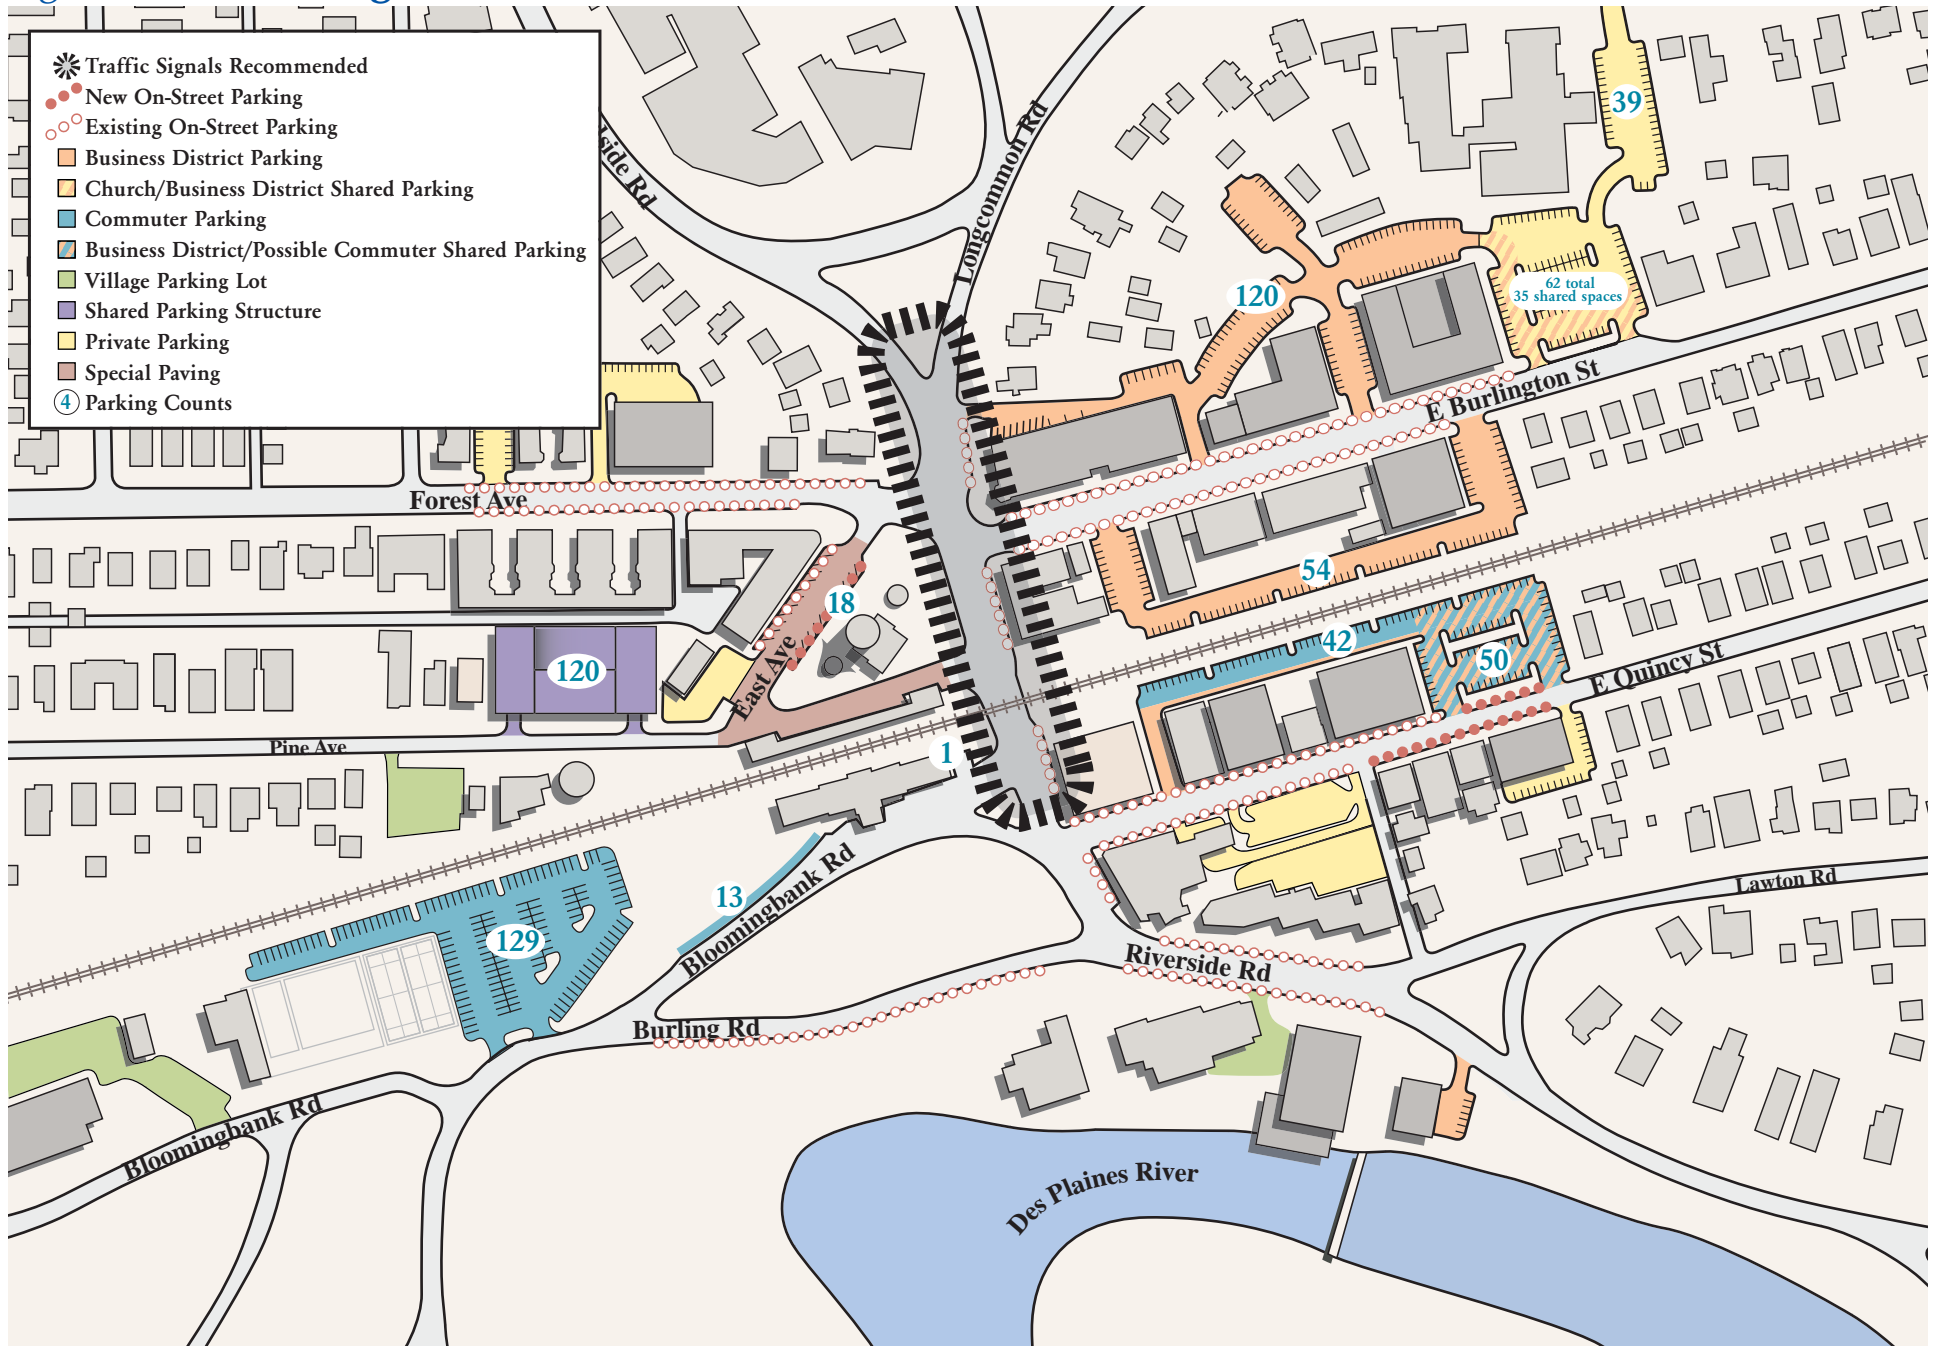 Traffic Signals Recommended
New On-Street Parking
Existing On-Street Parking
Business District Parking
Church/Business District Shared Parking
Commuter Parking
Business District/Possible Commuter Shared Parking
Village Parking Lot
Shared Parking Structure
Private Parking
Special Paving
4 Parking Counts
Longcommon Rd
39
120
62 total
35 shared spaces
E Burlington St
Forest Ave
54
18
42
50
120
East Ave
E Quincy St
Pine Ave
1
13
Bloomingbank Rd
Lawton Rd
129
Riverside Rd
Burling Rd
Bloomingbank Rd
Des Plaines River